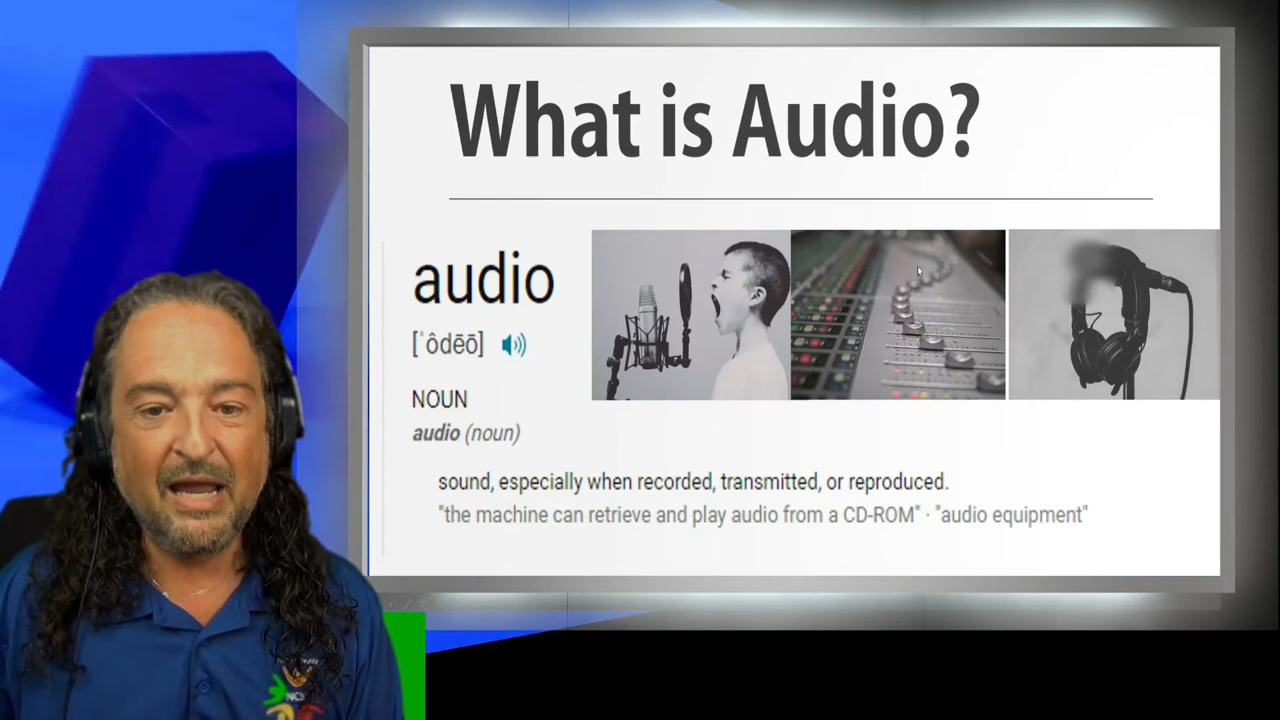 What is Audio?
audio
[ˈôdēō]
NOUN
audio (noun)
sound, especially when recorded, transmitted, or reproduced.
"the machine can retrieve and play audio from a CD-ROM" · "audio equipment"